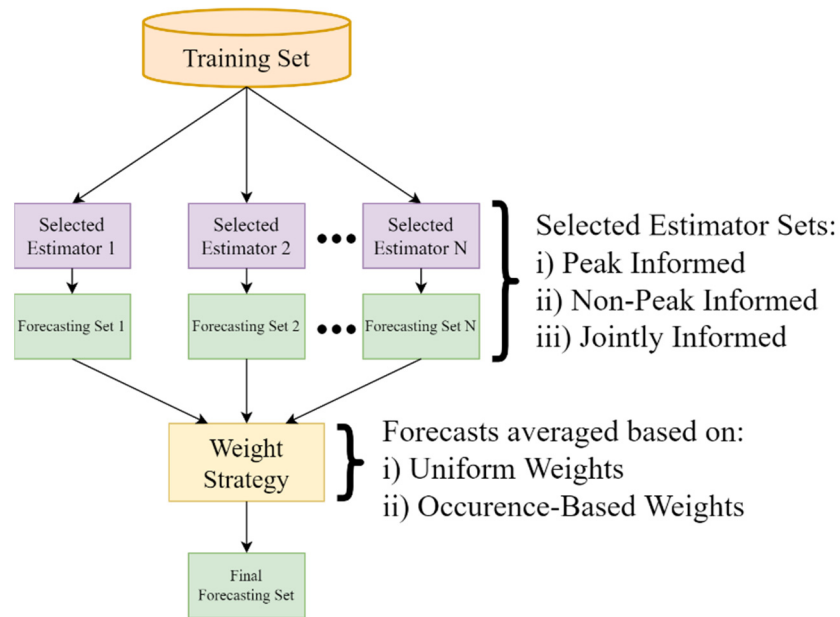 Training Set
Selected
Estimator 1
Selected
Estimator 2
Selected
Estimator N
Selected Estimator Sets:
i) Peak Informed
ii) Non-Peak Informed
iii) Jointly Informed
Forecasting Set 1
Forecasting Set 2
Forecasting Set N
Weight
Strategy
Forecasts averaged based on:
i) Uniform Weights
ii) Occurence-Based Weights
Final
Forecasting Set